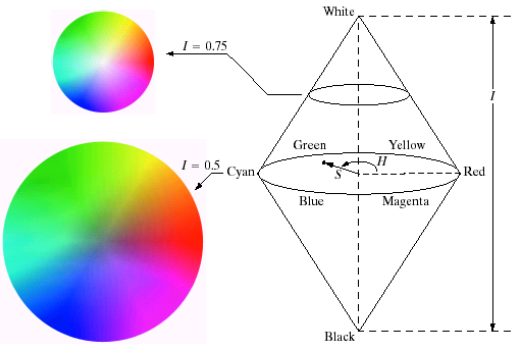 White
I = 0.75
I
Green Yellow
H
I = 0.5
Cyan S Red
Blue Magenta
Black